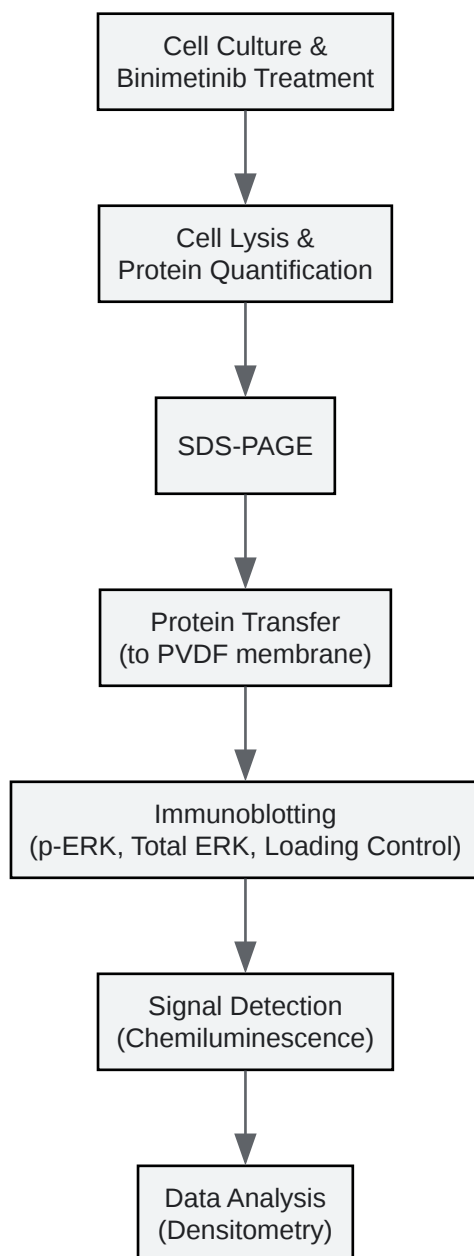 Cell Culture &
Binimetinib Treatment
Cell Lysis &
Protein Quantification
SDS-PAGE
Protein Transfer
(to PVDF membrane)
Immunoblotting
(p-ERK, Total ERK, Loading Control)
Signal Detection
(Chemiluminescence)
Data Analysis
(Densitometry)